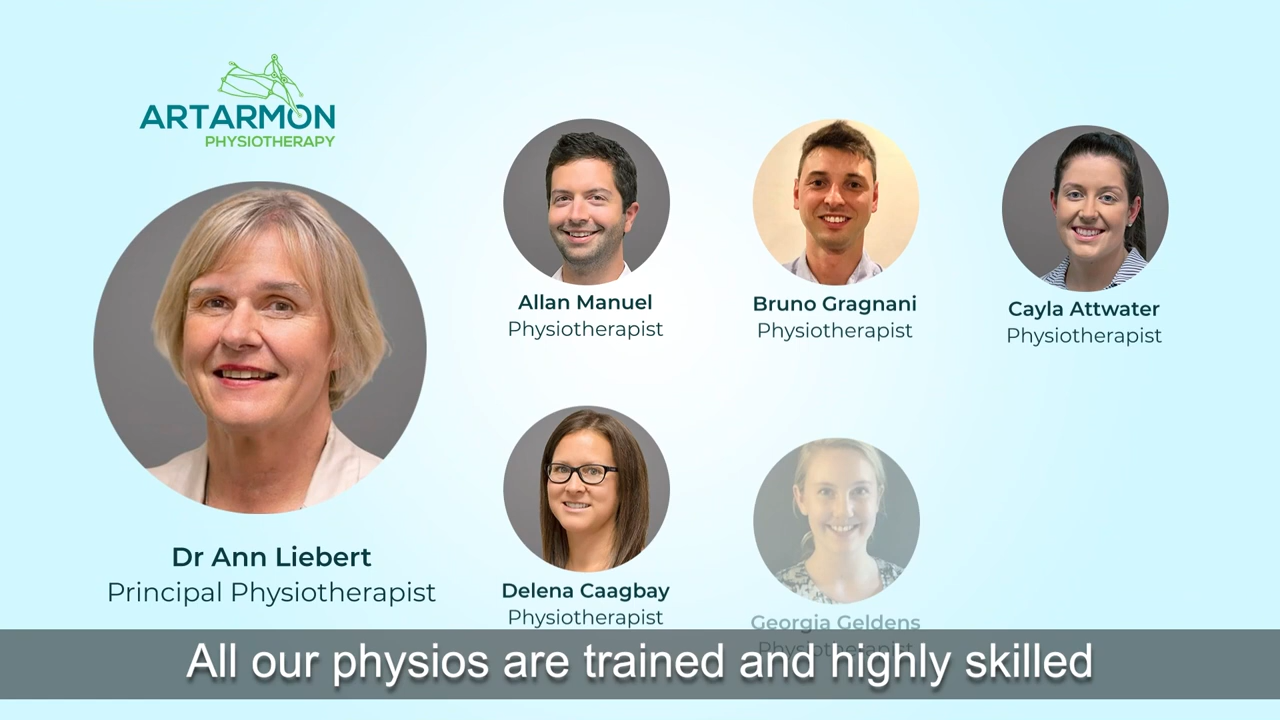 ARTARMON
PHYSIOTHERAPY
Dr Ann Liebert
Principal Physiotherapist
Allan Manuel
Physiotherapist
Bruno Gragnani
Physiotherapist
Cayla Attwater
Physiotherapist
Delena Caagbay
Physiotherapist
Georgia Geldens
Physiotherapist
All our physios are trained and highly skilled